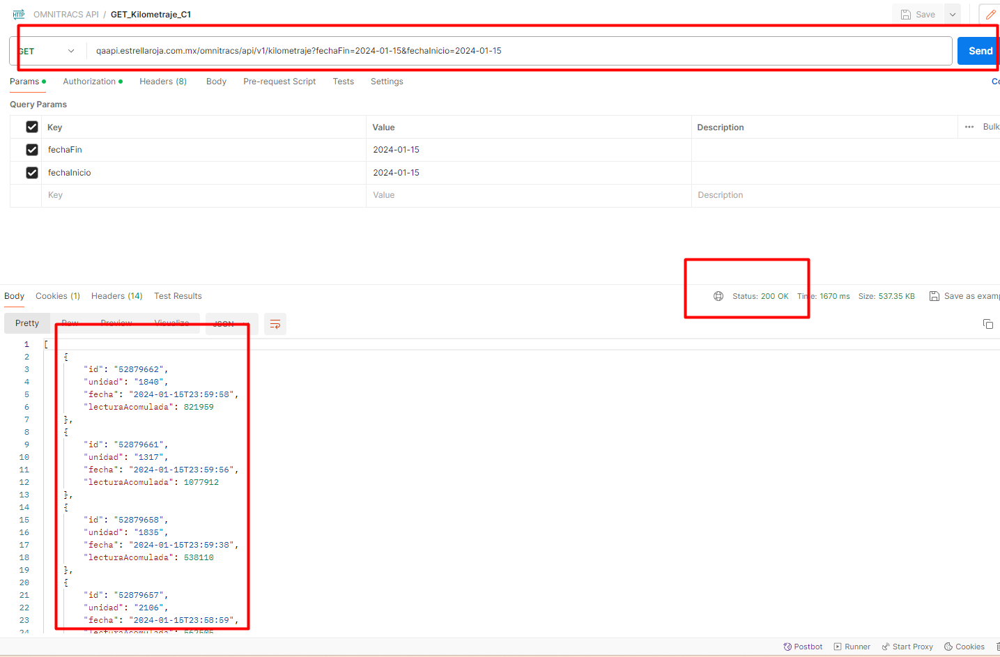 HTTP OMNITRACS API / GET_Kilometraje_C1 Save
GET qaapi.estrellaroja.com.mx/omnitracs/api/v1/kilometraje?fechaFin=2024-01-15&fechaInicio=2024-01-15 Send
Params Authorization Headers (8) Body Pre-request Script Tests Settings
Query Params
Key Value Description Bulk
fechaFin 2024-01-15
fechaInicio 2024-01-15
Key Value Description
Body Cookies (1) Headers (14) Test Results Status: 200 OK Time: 1670 ms Size: 537.35 KB Save as examp
Pretty Raw Preview Visualize JSON
1 [
2 {
3 "id": "52879662",
4 "unidad": "1840",
5 "fecha": "2024-01-15T23:59:58",
6 "lecturaAcomulada": 821959
7 },
8 {
9 "id": "52879661",
10 "unidad": "1317",
11 "fecha": "2024-01-15T23:59:56",
12 "lecturaAcomulada": 1077912
13 },
14 {
15 "id": "52879658",
16 "unidad": "1835",
17 "fecha": "2024-01-15T23:59:38",
18 "lecturaAcomulada": 538110
19 },
20 {
21 "id": "52879657",
22 "unidad": "2106",
23 "fecha": "2024-01-15T23:58:59",
24 "lecturaAcomulada": 562505
Postbot Runner Start Proxy Cookies